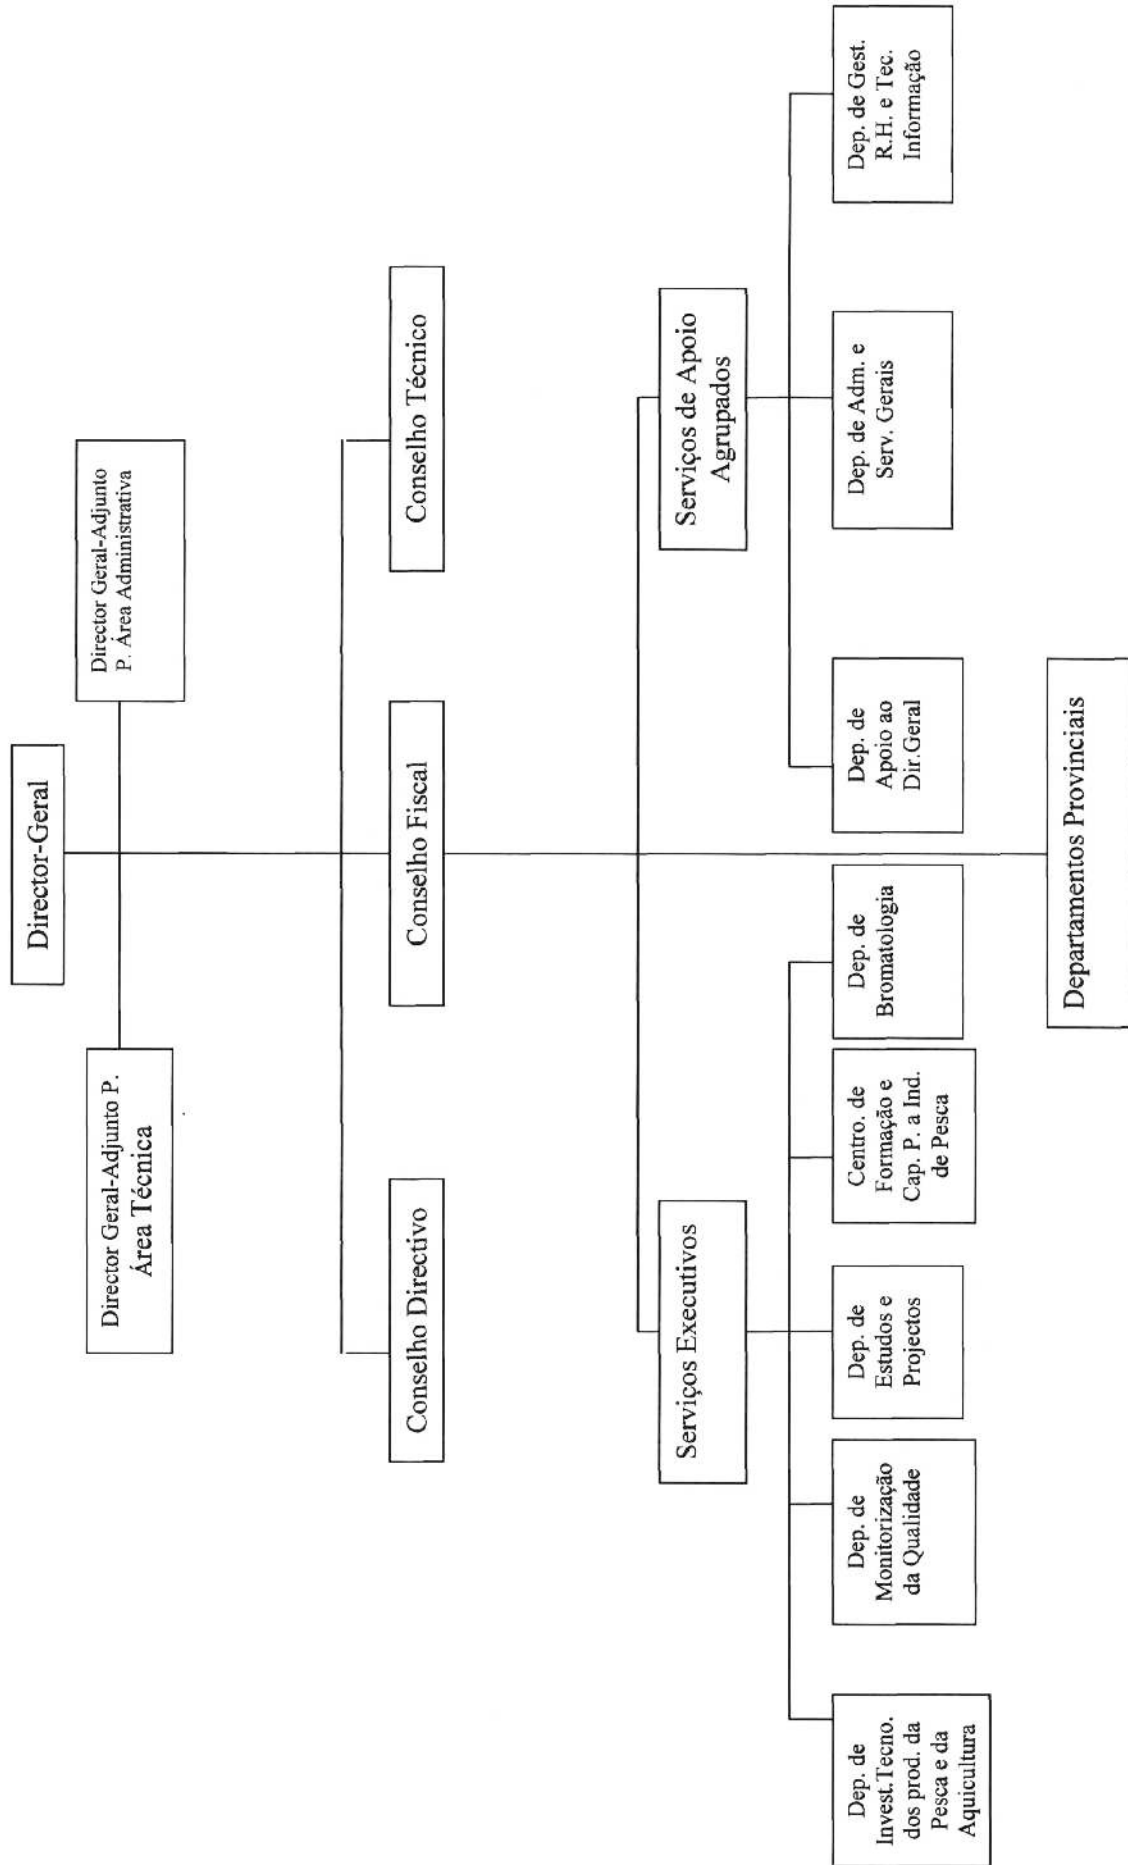 Director-Geral
Director Geral-Adjunto P.
Área Técnica
Director Geral-Adjunto
P. Área Administrativa
Conselho Directivo
Conselho Fiscal
Conselho Técnico
Serviços Executivos
Serviços de Apoio
Agrupados
Dep. de
Invest.Tecno.
dos prod. da
Pesca e da
Aquicultura
Dep. de
Monitorização
da Qualidade
Dep. de
Estudos e
Projectos
Centro. de
Formação e
Cap. P. a Ind.
de Pesca
Dep. de
Bromatologia
Dep. de
Apoio ao
Dir.Geral
Dep. de Adm. e
Serv. Gerais
Dep. de Gest.
R.H. e Tec.
Informação
Departamentos Provinciais